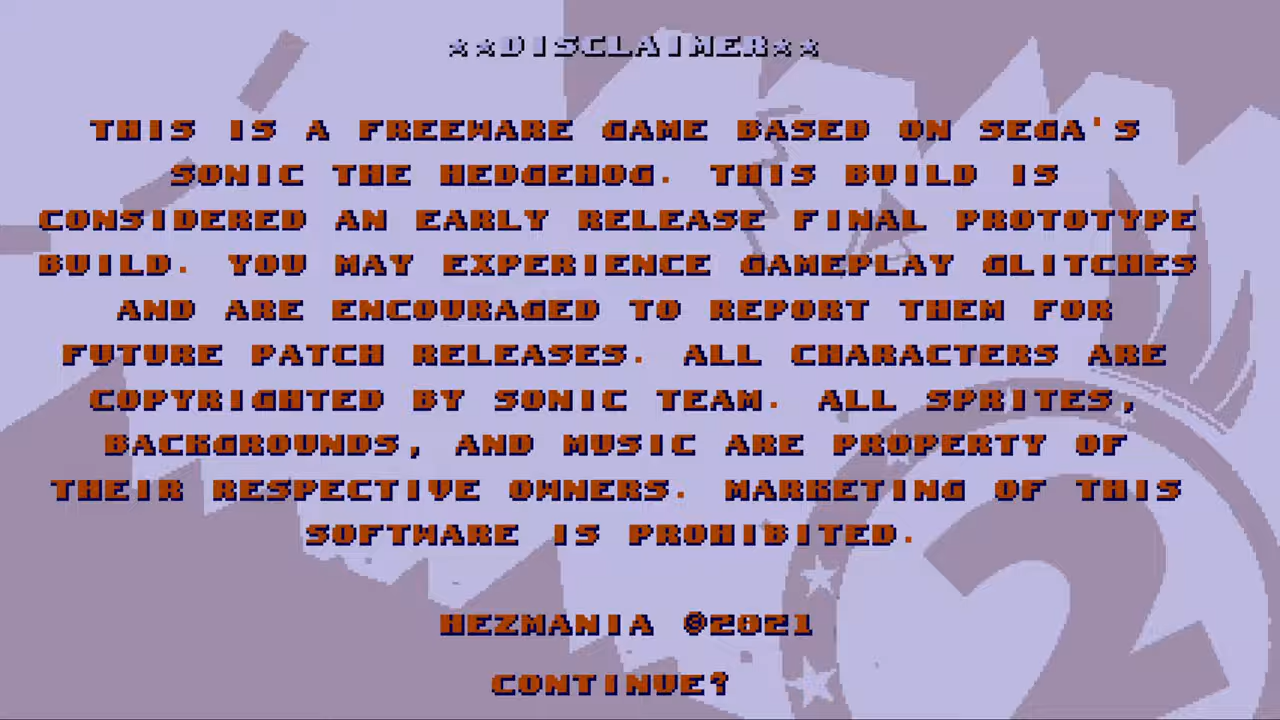 **DISCLAIMER**
THIS IS A FREEWARE GAME BASED ON SEGA'S
SONIC THE HEDGEHOG. THIS BUILD IS
CONSIDERED AN EARLY RELEASE FINAL PROTOTYPE
BUILD. YOU MAY EXPERIENCE GAMEPLAY GLITCHES
AND ARE ENCOURAGED TO REPORT THEM FOR
FUTURE PATCH RELEASES. ALL CHARACTERS ARE
COPYRIGHTED BY SONIC TEAM. ALL SPRITES,
BACKGROUNDS, AND MUSIC ARE PROPERTY OF
THEIR RESPECTIVE OWNERS. MARKETING OF THIS
SOFTWARE IS PROHIBITED.
HEZMANIA ©2021
CONTINUE?
2